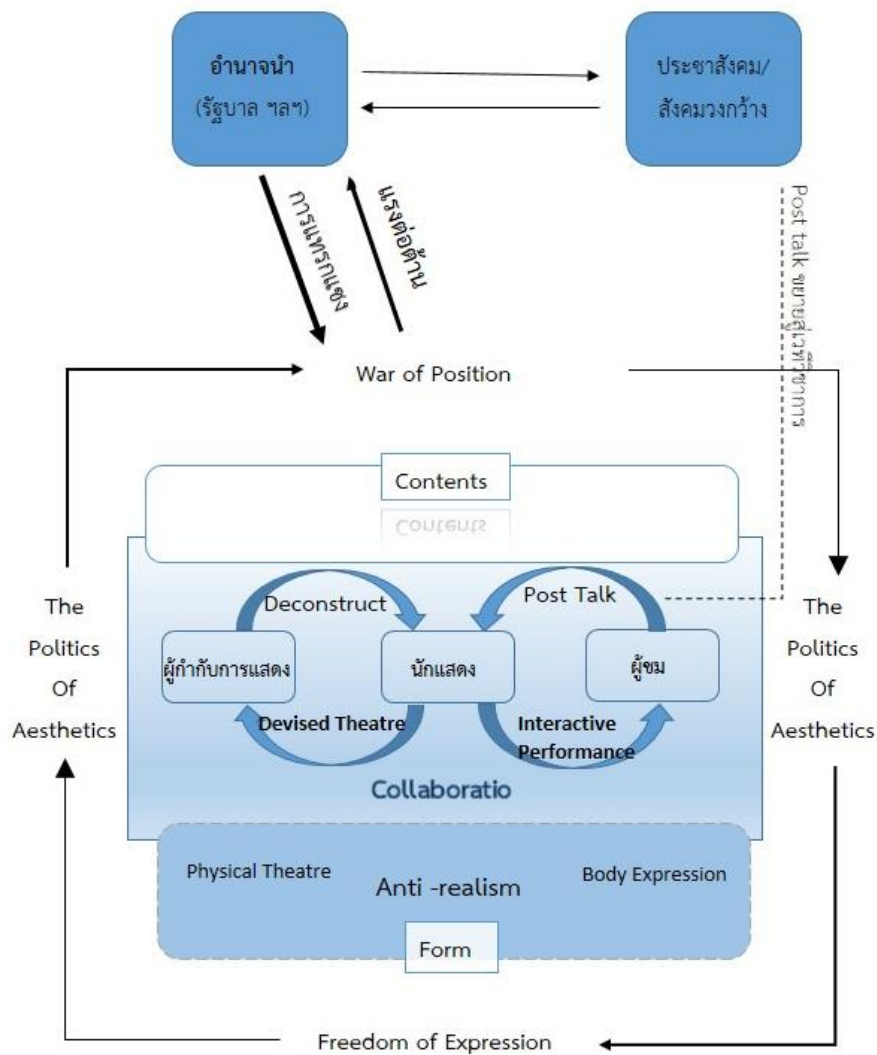 อำนาจนำ
(รัฐบาล ฯลฯ)
ประชาสังคม/
สังคมวงกว้าง
การแทรกแซง
แรงต่อต้าน
Post talk ขยายสู่เวทีวิชาการ
War of Position
Contents
Contents
Deconstruct
Post Talk
ผู้กำกับการแสดง
นักแสดง
ผู้ชม
Devised Theatre
Interactive
Performance
Collaboratio
The
Politics
Of
Aesthetics
The
Politics
Of
Aesthetics
Physical Theatre
Anti -realism
Body Expression
Form
Freedom of Expression